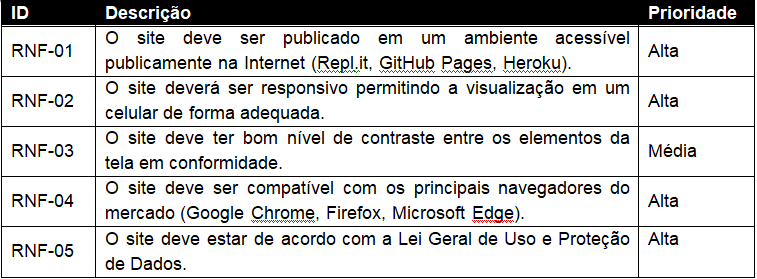 ID Descrição Prioridade
RNF-01 O site deve ser publicado em um ambiente acessível publicamente na Internet (Repl.it, GitHub Pages, Heroku). Alta
RNF-02 O site deverá ser responsivo permitindo a visualização em um celular de forma adequada. Alta
RNF-03 O site deve ter bom nível de contraste entre os elementos da tela em conformidade. Média
RNF-04 O site deve ser compatível com os principais navegadores do mercado (Google Chrome, Firefox, Microsoft Edge). Alta
RNF-05 O site deve estar de acordo com a Lei Geral de Uso e Proteção de Dados. Alta